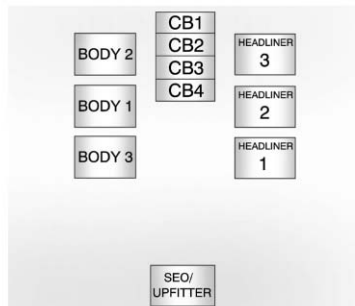 CB1
CB2
CB3
CB4
BODY 2
BODY 1
BODY 3
HEADLINER
3
HEADLINER
2
HEADLINER
1
SEO/
UPFITTER